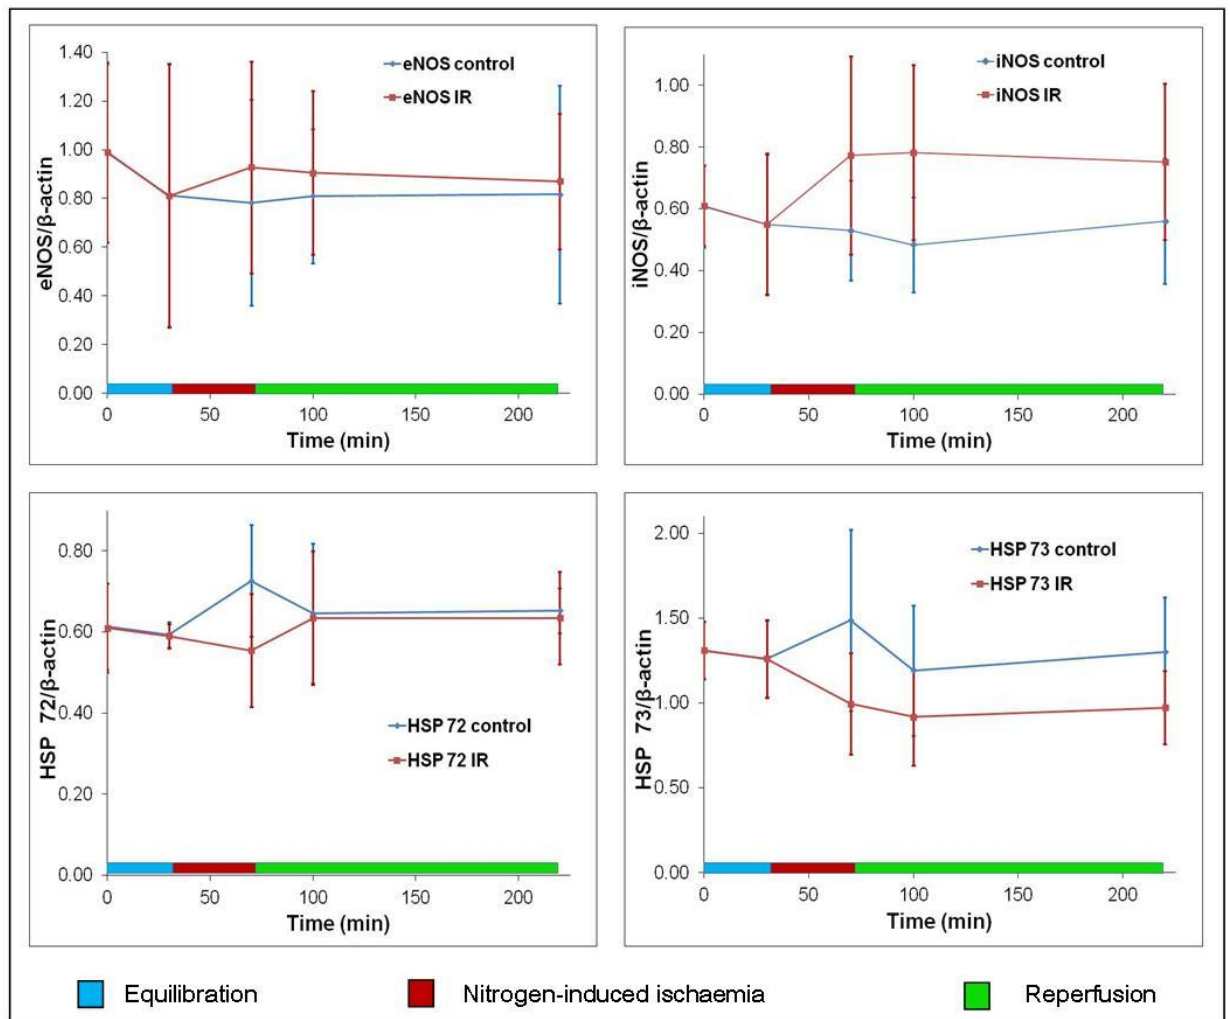 eNOS/β-actin
1.40
1.20
1.00
0.80
0.60
0.40
0.20
0.00
eNOS control
eNOS IR
0 50 100 150 200
Time (min)
iNOS/β-actin
1.00
0.80
0.60
0.40
0.20
0.00
iNOS control
iNOS IR
0 50 100 150 200
Time (min)
HSP 72/β-actin
0.80
0.60
0.40
0.20
0.00
HSP 72 control
HSP 72 IR
0 50 100 150 200
Time (min)
HSP 73/β-actin
2.00
1.50
1.00
0.50
0.00
HSP 73 control
HSP 73 IR
0 50 100 150 200
Time (min)
Equilibration Nitrogen-induced ischaemia Reperfusion